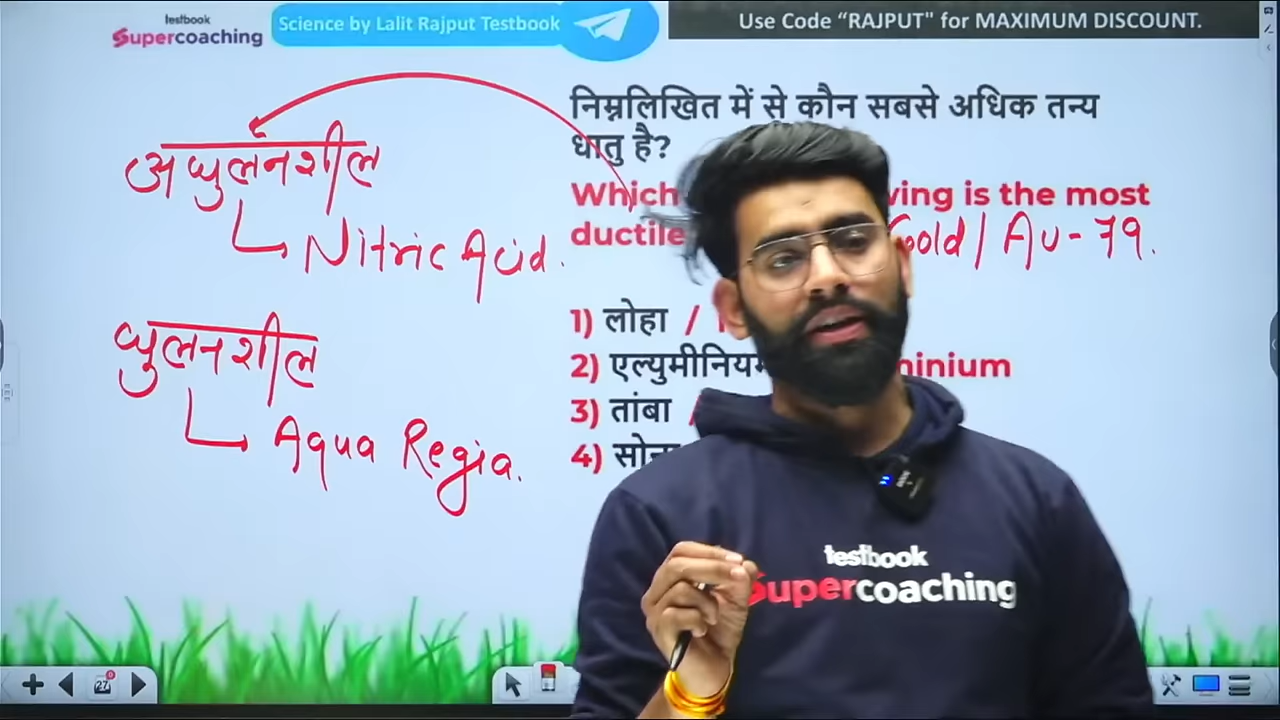 testbook
Supercoaching
Science by Lalit Rajput Testbook
Use Code “RAJPUT" for MAXIMUM DISCOUNT.
निम्नलिखित में से कौन सबसे अधिक तन्य
धातु है?
Which ving is the most
ductile Gold / Au - 79.
1) लोहा /
2) एल्युमीनियम minium
3) तांबा /
4) सोना
अघुलनशील
Nitric Acid.
घुलनशील
Aqua Regia.
testbook
Supercoaching
27